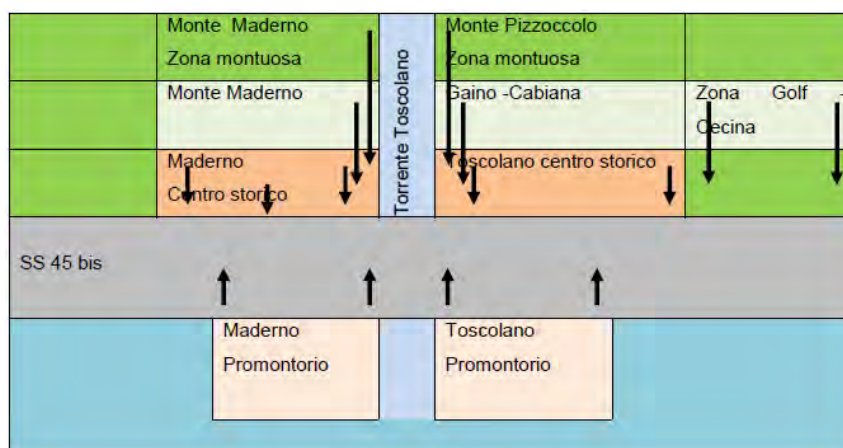 Monte Maderno
Zona montuosa
Monte Pizzoccolo
Zona montuosa
Monte Maderno
Gaino -Cabiana
Zona Golf -
Cecina
Maderno
Centro storico
Torrente Toscolano
Toscolano centro storico
SS 45 bis
Maderno
Promontorio
Toscolano
Promontorio